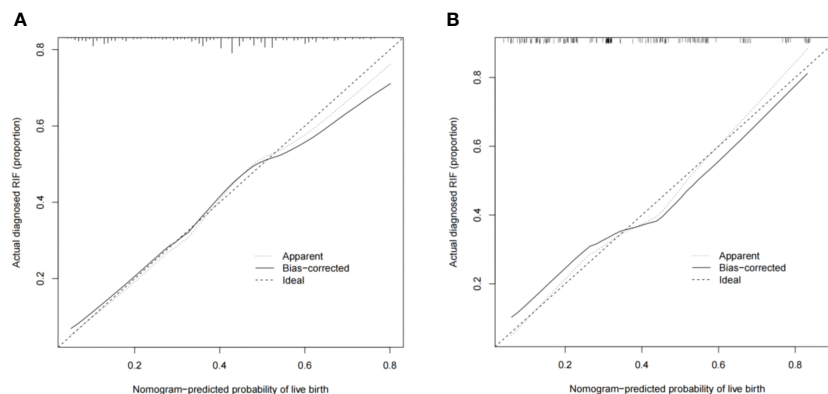 A
0.8
0.6
0.4
0.2
Actual diagnosed RIF (proportion)
Apparent
Bias−corrected
Ideal
0.2 0.4 0.6 0.8
Nomogram−predicted probability of live birth
B
0.8
0.6
0.4
0.2
Actual diagnosed RIF (proportion)
Apparent
Bias−corrected
Ideal
0.2 0.4 0.6 0.8
Nomogram−predicted probability of live birth